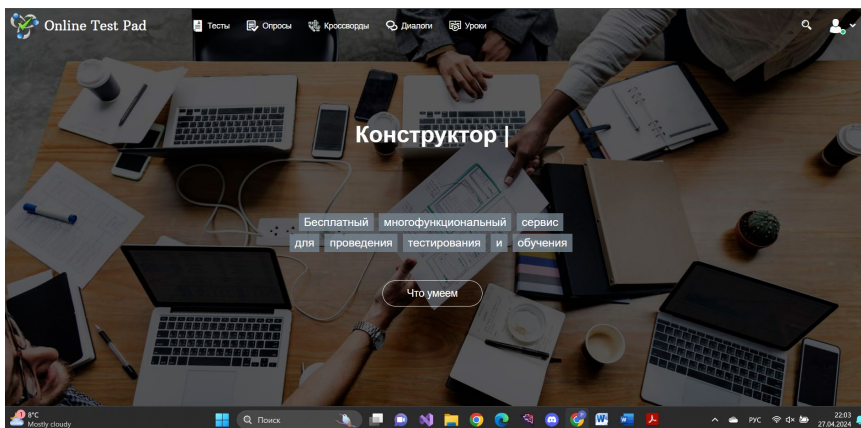 Online Test Pad
Тесты
Опросы
Кроссворды
Диалоги
Уроки
Конструктор |
Бесплатный многофункциональный сервис
для проведения тестирования и обучения
Что умеем
1
8°C
Mostly cloudy
Поиск
РУС
22:03
27.04.2024